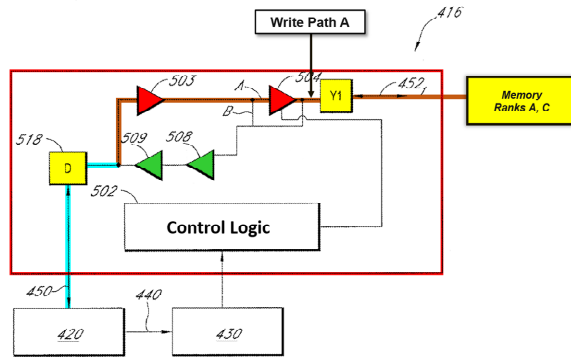 Write Path A
416
503
A
504
Y1
452
Memory
Ranks A, C
B
518
D
509
508
502
Control Logic
450
440
420
430